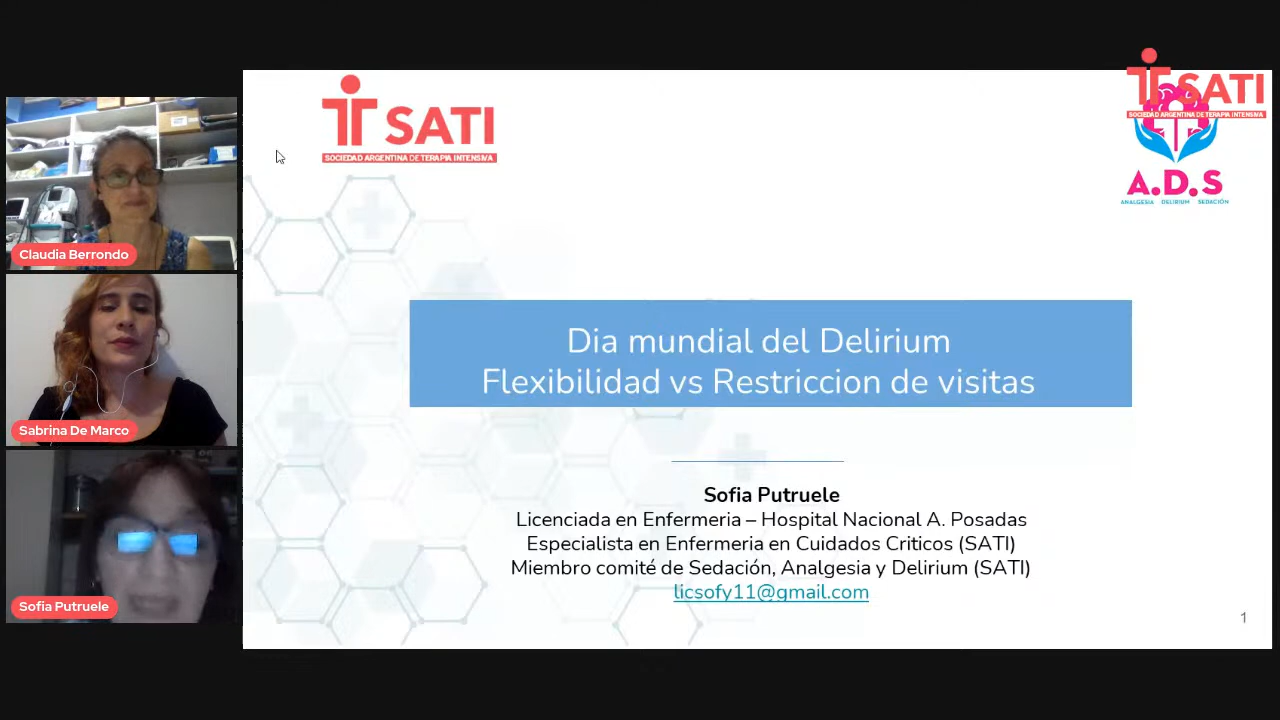 SATI
SOCIEDAD ARGENTINA DE TERAPIA INTENSIVA
SATI
SOCIEDAD ARGENTINA DE TERAPIA INTENSIVA
A.D.S
ANALGESIA DELIRIUM SEDACIÓN
Claudia Berrondo
Sabrina De Marco
Sofia Putruele
Dia mundial del Delirium
Flexibilidad vs Restriccion de visitas
Sofia Putruele
Licenciada en Enfermeria – Hospital Nacional A. Posadas
Especialista en Enfermeria en Cuidados Criticos (SATI)
Miembro comité de Sedación, Analgesia y Delirium (SATI)
licsofy11@gmail.com
1